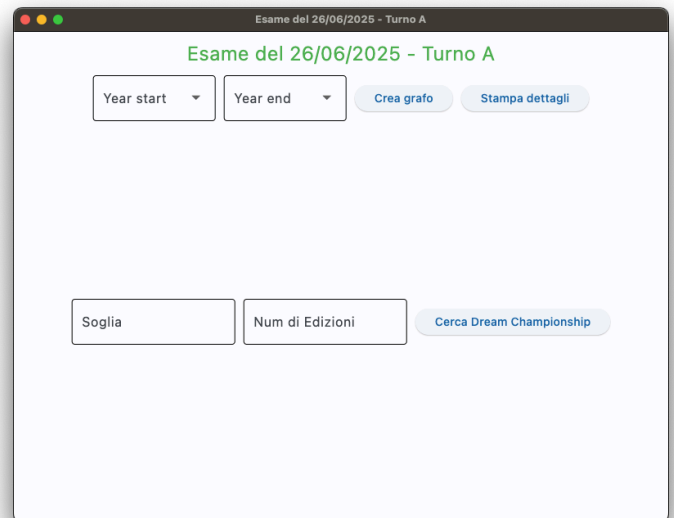 Esame del 26/06/2025 - Turno A
Esame del 26/06/2025 - Turno A
Year start Year end Crea grafo Stampa dettagli
Soglia Num di Edizioni Cerca Dream Championship